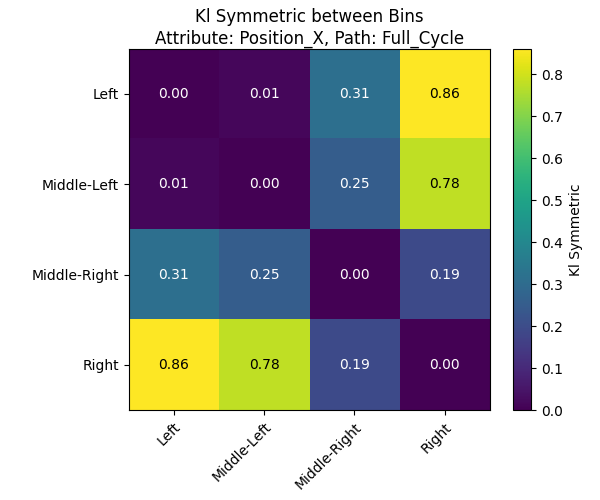 Kl Symmetric between Bins
Attribute: Position_X, Path: Full_Cycle
Left
0.00 0.01 0.31 0.86
Middle-Left
0.01 0.00 0.25 0.78
Middle-Right
0.31 0.25 0.00 0.19
Right
0.86 0.78 0.19 0.00
Left
Middle-Left
Middle-Right
Right
0.8
0.7
0.6
0.5
0.4
0.3
0.2
0.1
0.0
Kl Symmetric